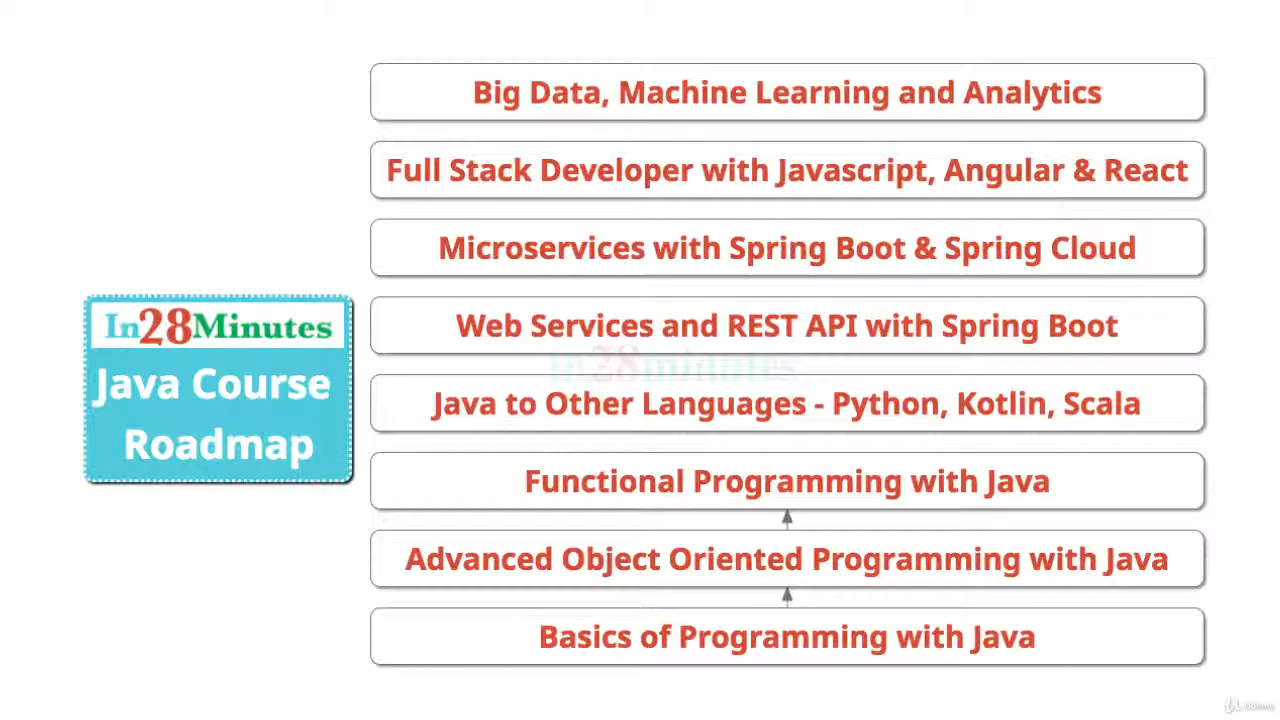 Big Data, Machine Learning and Analytics
Full Stack Developer with Javascript, Angular & React
Microservices with Spring Boot & Spring Cloud
In28Minutes
Java Course
Roadmap
Web Services and REST API with Spring Boot
in28minutes
Java to Other Languages - Python, Kotlin, Scala
Functional Programming with Java
Advanced Object Oriented Programming with Java
Basics of Programming with Java
Udemy